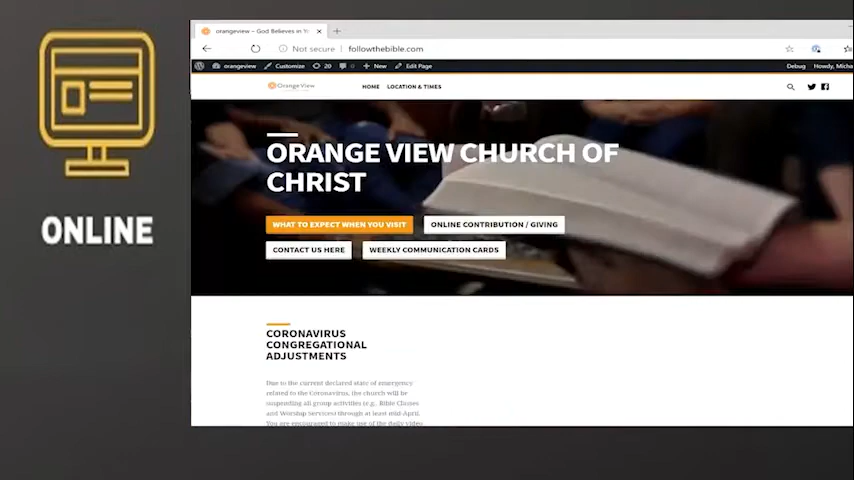 orangeview – God Believes in Yo
Not secure | followthebible.com
orangeview Customize 20 0 New Edit Page Debug Howdy, Micha
Orange View HOME LOCATION & TIMES
ORANGE VIEW CHURCH OF
CHRIST
ONLINE
WHAT TO EXPECT WHEN YOU VISIT ONLINE CONTRIBUTION / GIVING
CONTACT US HERE WEEKLY COMMUNICATION CARDS
CORONAVIRUS
CONGREGATIONAL
ADJUSTMENTS
Due to the current declared state of emergency
related to the Coronavirus, the church will be
suspending all group activities (e.g., Bible Classes
and Worship Services) through at least mid-April.
You are encouraged to make use of the daily video